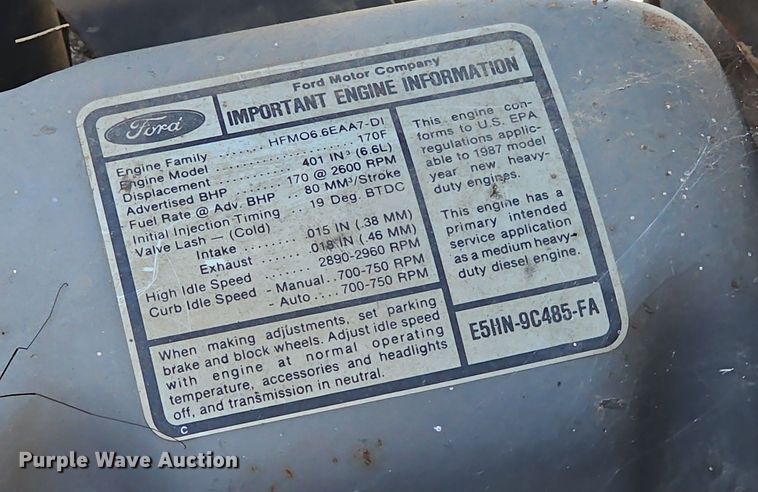 Ford Motor Company
Ford
IMPORTANT ENGINE INFORMATION
Engine Family ........ HFM06.6EAA7-DI
Engine Model ........ 170F
Displacement ........ 401 IN³ (6.6L)
Advertised BHP ........ 170 @ 2600 RPM
Fuel Rate @ Adv. BHP 80 MM³/Stroke
Initial Injection Timing 19 Deg. BTDC
Valve Lash — (Cold)
Intake ........ .015 IN (.38 MM)
Exhaust ........ .018 IN (.46 MM)
High Idle Speed ........ 2890-2960 RPM
Curb Idle Speed - Manual .700-750 RPM
Auto .... 700-750 RPM
This engine con-
forms to U.S. EPA
regulations applic-
able to 1987 model
year new, heavy-
duty engines.
This engine has a
primary intended
service application
as a medium heavy-
duty diesel engine.
When making adjustments, set parking
brake and block wheels. Adjust idle speed
with engine at normal operating
temperature, accessories and headlights
off, and transmission in neutral.
E5HN-9C485-FA
C
Purple Wave Auction